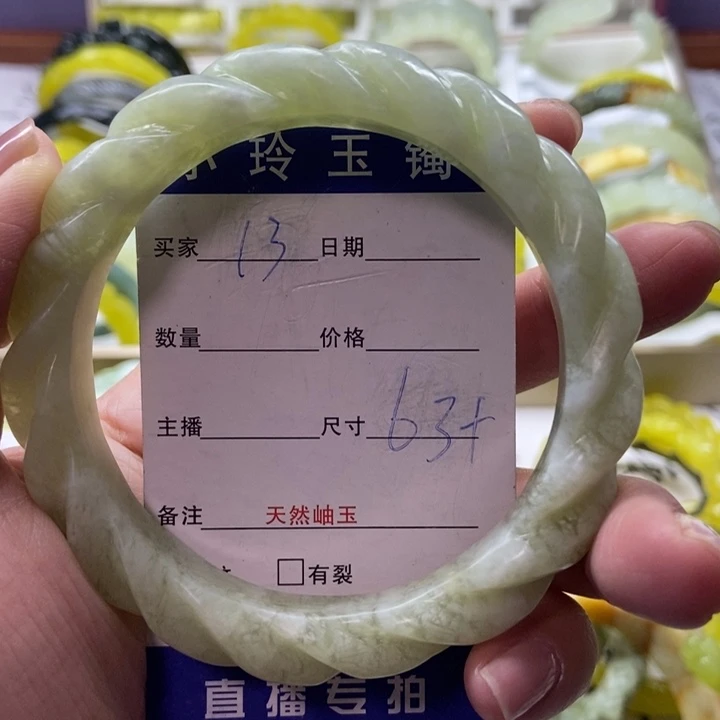 小玲玉镯
买家 13 日期
数量 价格
主播 尺寸 63+
备注 天然岫玉
有裂
直播专拍